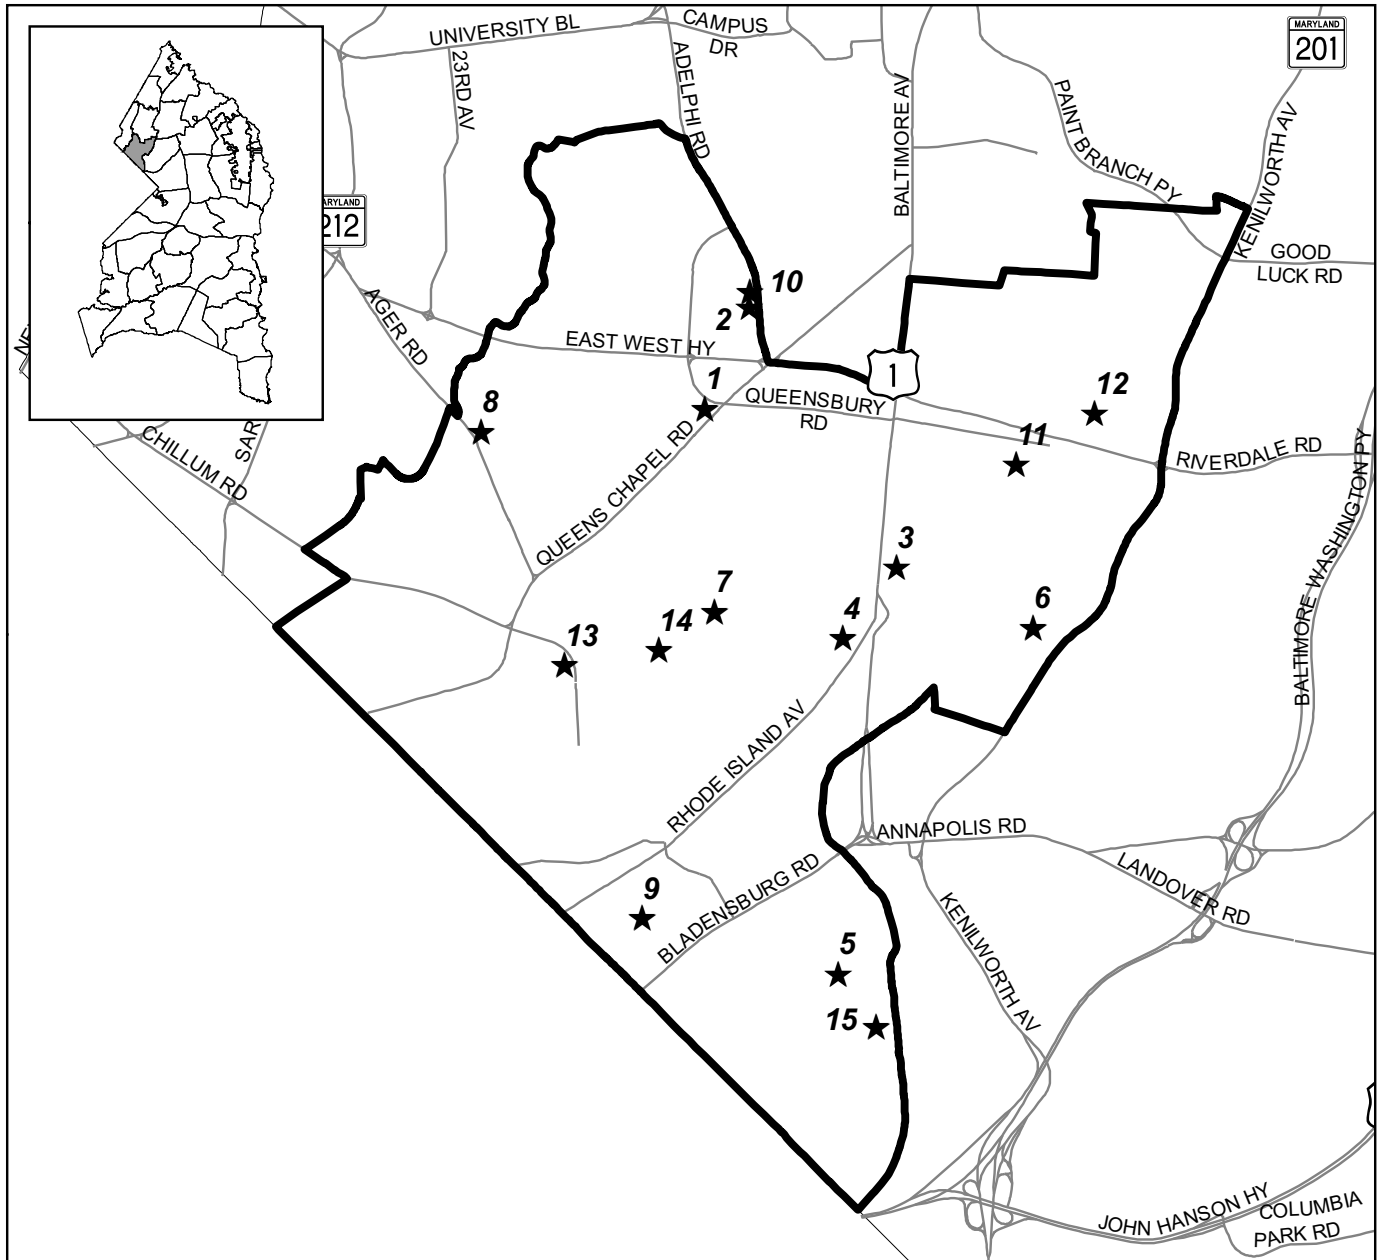 UNIVERSITY BL
CAMPUS
DR
MARYLAND
201
23RD AV
ADELPHI RD
BALTIMORE AV
PAINT BRANCH PY
KENILWORTH AV
212
GOOD
LUCK RD
AGER RD
EAST WEST HY
10
2
1
1
QUEENSBURY
RD
12
11
8
RIVERDALE RD
CHILLUM RD
QUEENS CHAPEL RD
BALTIMORE WASHINGTON PY
3
7
4
6
14
13
RHODE ISLAND AV
ANNAPOLIS RD
LANDOVER RD
BLADENSBURG RD
9
KENILWORTH AV
5
15
JOHN HANSON HY
COLUMBIA
PARK RD